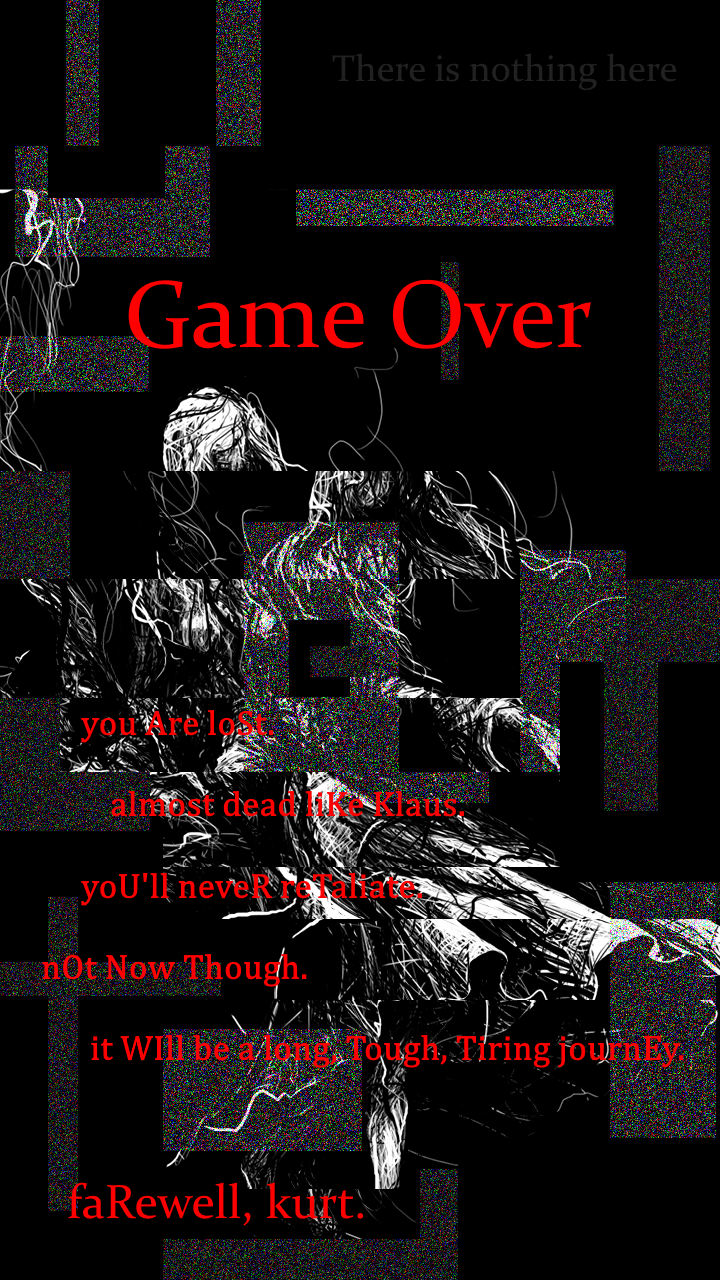 There is nothing here
Game Over
you Are loSt.
almost dead liKe Klaus.
yoU'll neveR reTaliate.
nOt Now Though.
it WIll be a long, Tough, Tiring journEy.
faRewell, kurt.